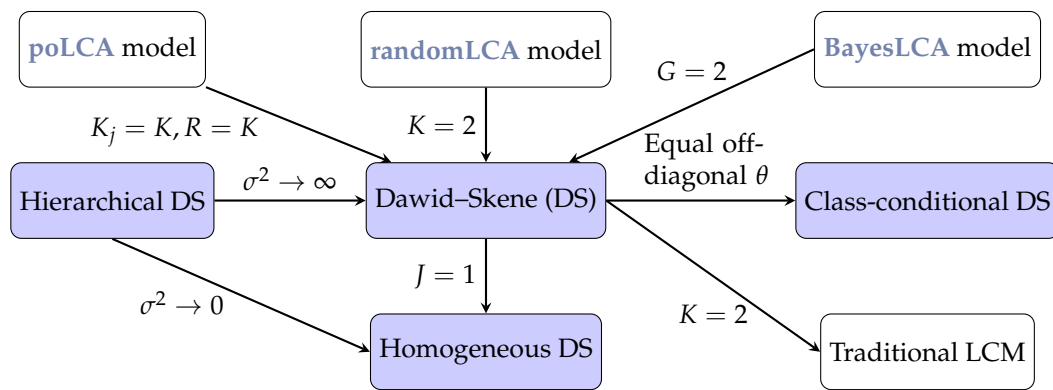 poLCA model
randomLCA model
BayesLCA model
G = 2
K_j = K, R = K
K = 2
Equal off-
diagonal θ
Hierarchical DS
σ² → ∞
Dawid–Skene (DS)
Class-conditional DS
J = 1
σ² → 0
K = 2
Homogeneous DS
Traditional LCM